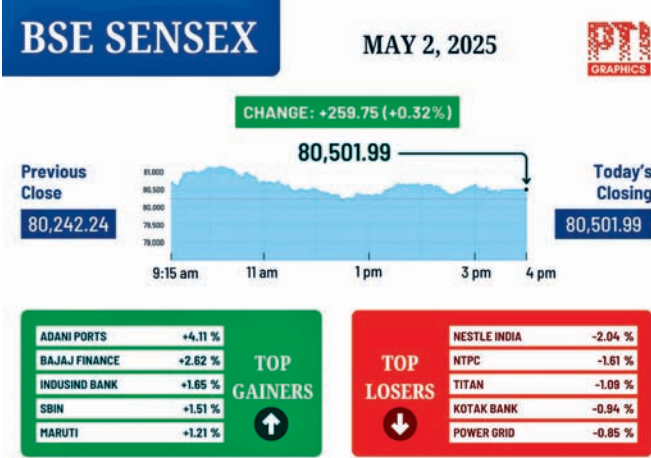 BSE SENSEX
MAY 2, 2025
PTI
GRAPHICS
CHANGE: +259.75 (+0.32%)
80,501.99
Previous
Close
80,242.24
81,000
80,500
80,000
79,500
79,000
Today's
Closing
80,501.99
9:15 am 11 am 1 pm 3 pm 4 pm
ADANI PORTS +4.11 %
BAJAJ FINANCE +2.62 %
INDUSIND BANK +1.65 %
SBIN +1.51 %
MARUTI +1.21 %
TOP
GAINERS
TOP
LOSERS
NESTLE INDIA -2.04 %
NTPC -1.61 %
TITAN -1.09 %
KOTAK BANK -0.94 %
POWER GRID -0.85 %